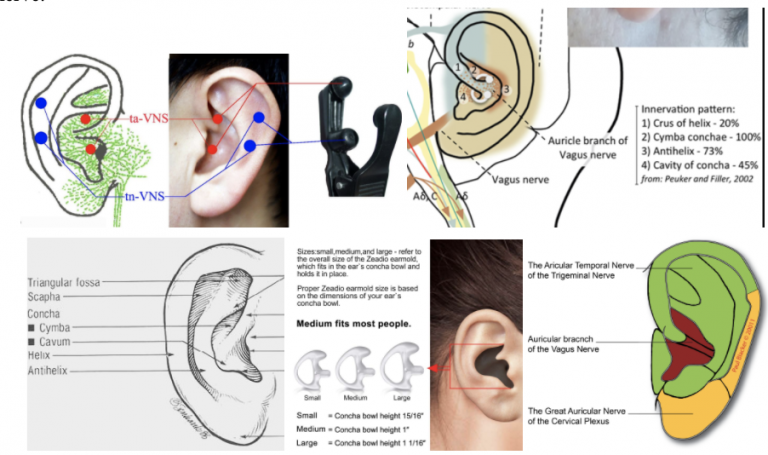 ta-VNS
tn-VNS
b
1
2
3
4
Auricle branch of
Vagus nerve
Vagus nerve
Aδ, C
Aδ
Innervation pattern:
1) Crus of helix - 20%
2) Cymba conchae - 100%
3) Antihelix - 73%
4) Cavity of concha - 45%
from: Peuker and Filler, 2002
Triangular fossa
Scapha
Concha
■ Cymba
■ Cavum
Helix
Antihelix
Sizes:small,medium,and large - refer to
the overall size of the Zeadio earmold,
which fits in the ear`s concha bowl and
holds it in place.
Proper Zeadio earmold size is based
on the dimensions of your ear`s
concha bowl.
Medium fits most people.
Small
Medium
Large
Small = Concha bowl height 15/16"
Medium = Concha bowl height 1"
Large = Concha bowl height 1 1/16"
The Aricular Temporal Nerve
of the Trigeminal Nerve
Auricular bracnch
of the Vagus Nerve
The Great Auricular Nerve
of the Cervical Plexus